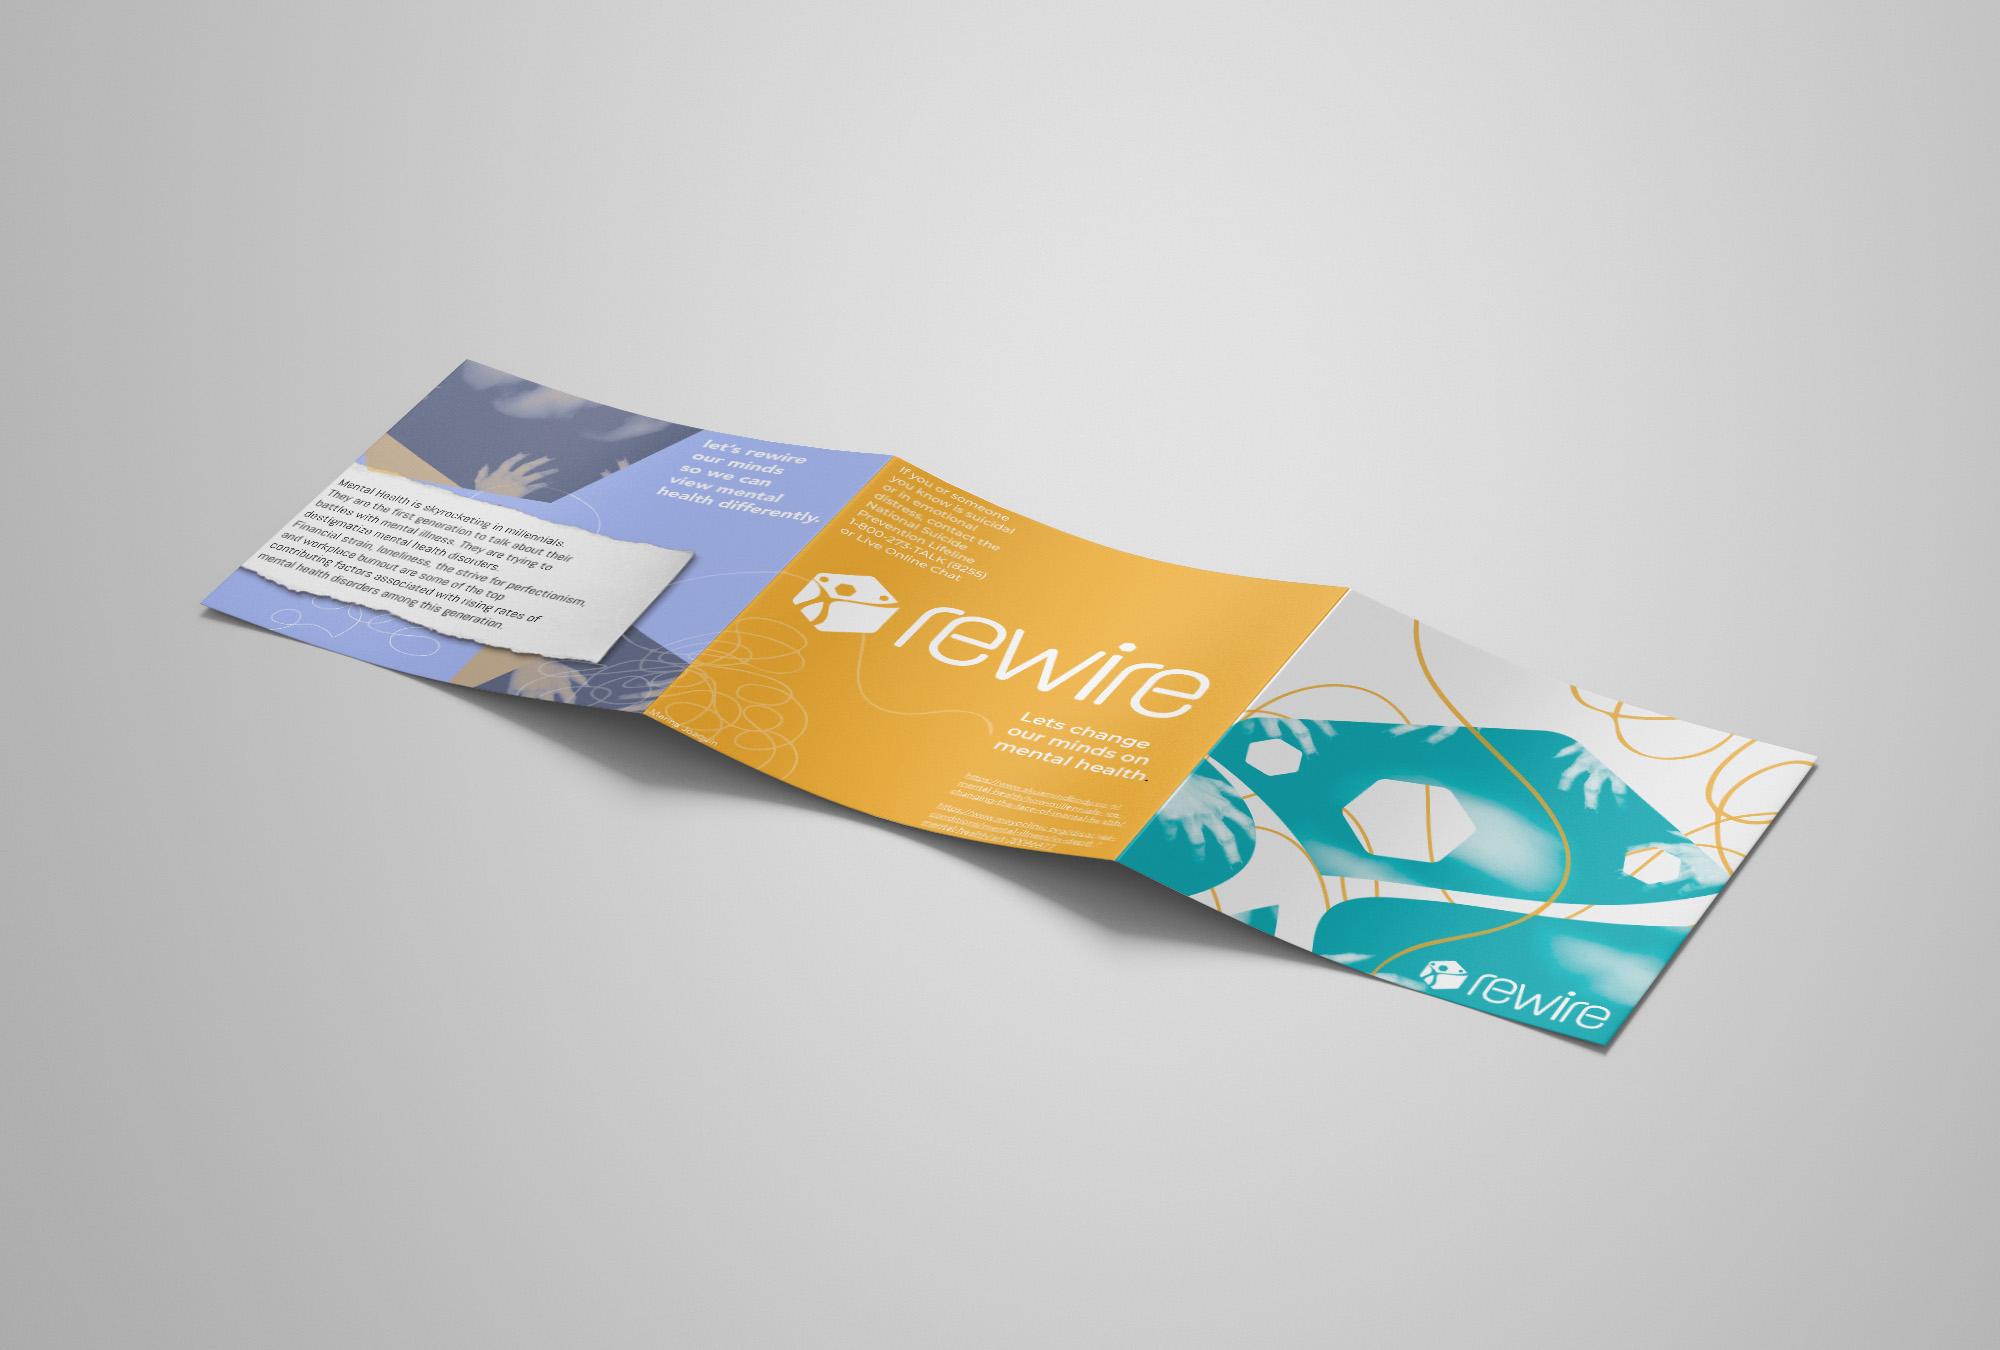 let's rewire
our minds
so we can
view mental
health differently.
Mental Health is skyrocketing in millennials.
They are the first generation to talk about their
battles with mental illness. They are trying to
destigmatize mental health disorders.
Financial strain, loneliness, the strive for perfectionism,
and workplace burnout are some of the top
contributing factors associated with rising rates of
mental health disorders among this generation.
If you or someone
you know is suicidal
or in emotional
distress, contact the
National Suicide
Prevention Lifeline
1-800-273-TALK (8255)
or Live Online Chat
rewire
Lets change
our minds on
mental health.
Marina Joaquin
rewire